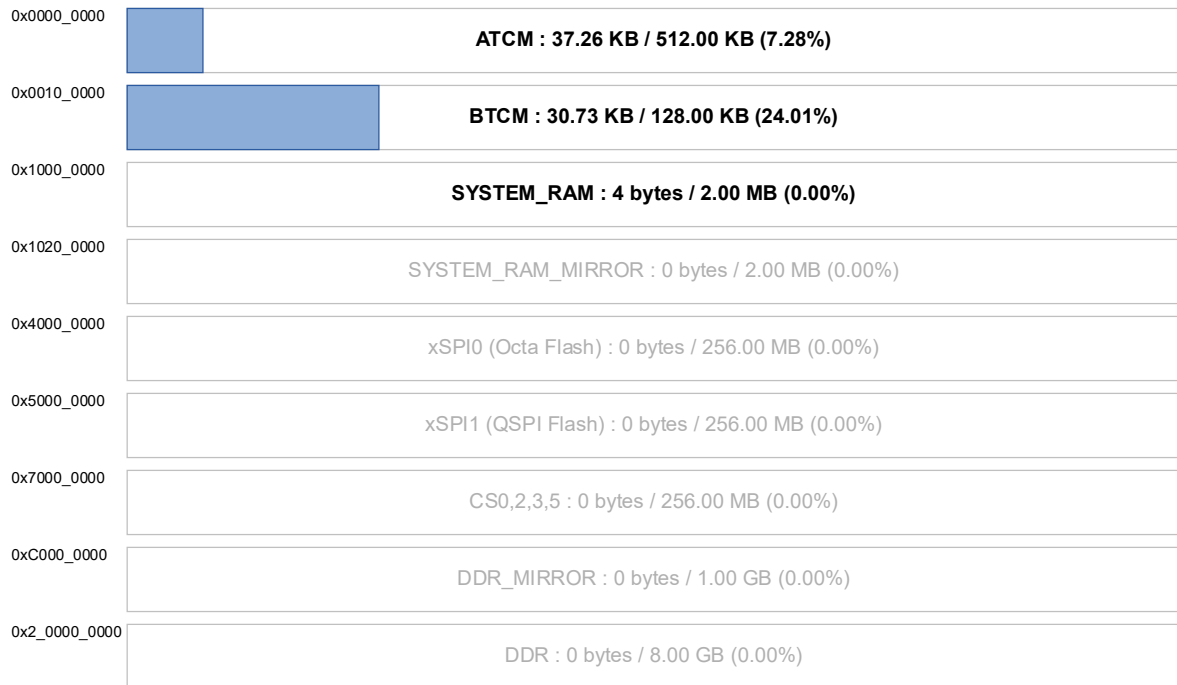 0x0000_0000
ATCM : 37.26 KB / 512.00 KB (7.28%)
0x0010_0000
BTCM : 30.73 KB / 128.00 KB (24.01%)
0x1000_0000
SYSTEM_RAM : 4 bytes / 2.00 MB (0.00%)
0x1020_0000
SYSTEM_RAM_MIRROR : 0 bytes / 2.00 MB (0.00%)
0x4000_0000
xSPI0 (Octa Flash) : 0 bytes / 256.00 MB (0.00%)
0x5000_0000
xSPI1 (QSPI Flash) : 0 bytes / 256.00 MB (0.00%)
0x7000_0000
CS0,2,3,5 : 0 bytes / 256.00 MB (0.00%)
0xC000_0000
DDR_MIRROR : 0 bytes / 1.00 GB (0.00%)
0x2_0000_0000
DDR : 0 bytes / 8.00 GB (0.00%)